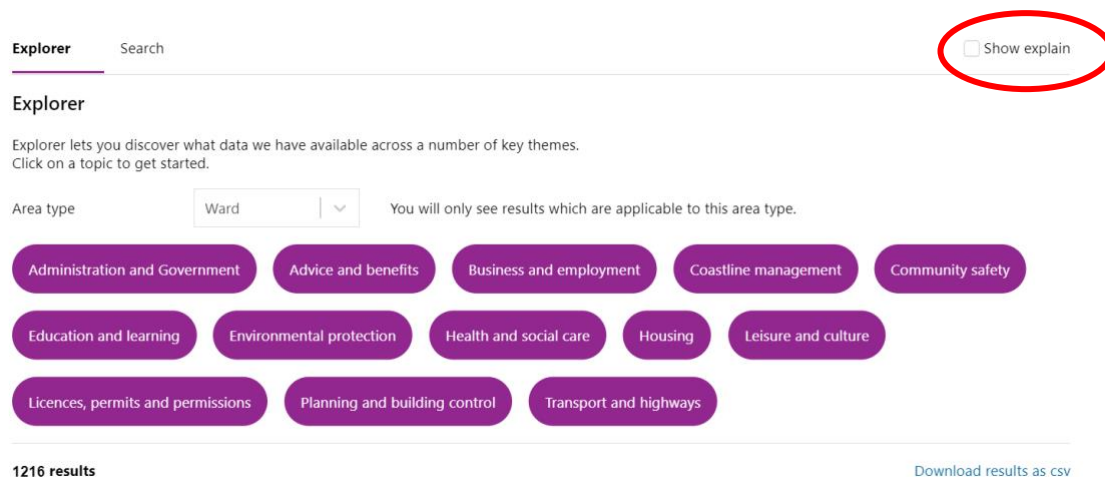 Explorer Search Show explain
Explorer
Explorer lets you discover what data we have available across a number of key themes.
Click on a topic to get started.
Area type Ward You will only see results which are applicable to this area type.
Administration and Government Advice and benefits Business and employment Coastline management Community safety
Education and learning Environmental protection Health and social care Housing Leisure and culture
Licences, permits and permissions Planning and building control Transport and highways
1216 results Download results as csv